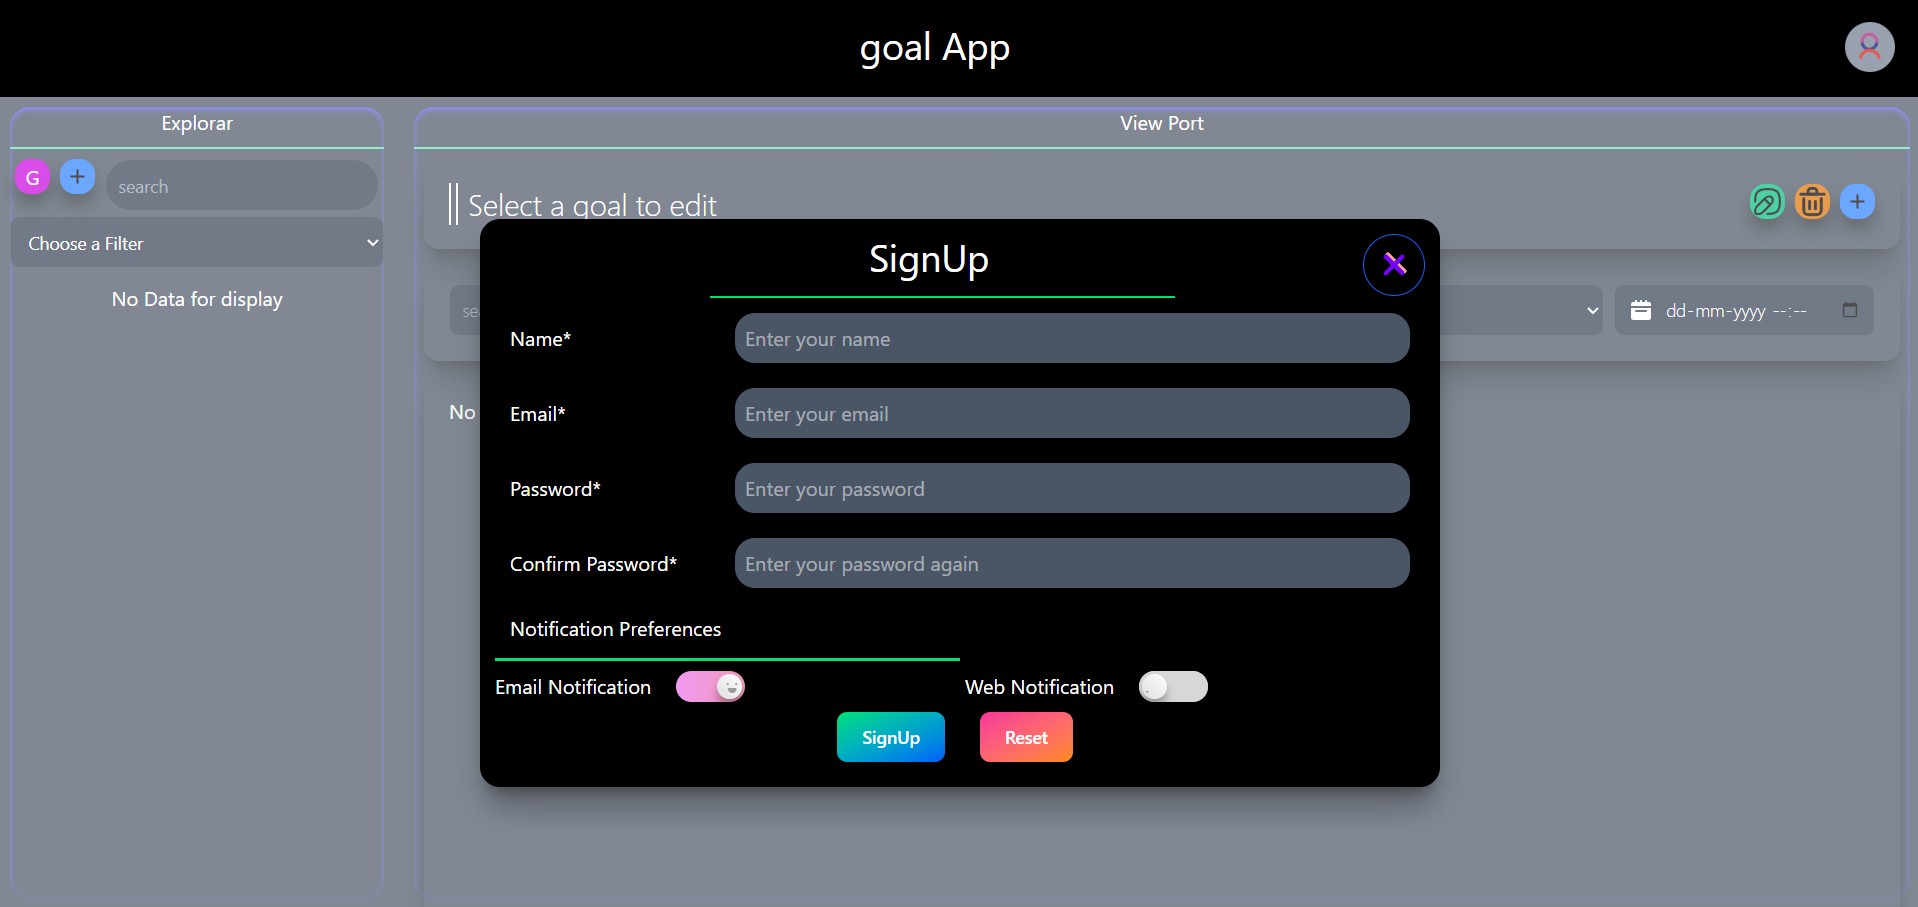 goal App
Explorar
G
search
Choose a Filter
No Data for display
View Port
Select a goal to edit
dd-mm-yyyy --:--
No
SignUp
Name*
Enter your name
Email*
Enter your email
Password*
Enter your password
Confirm Password*
Enter your password again
Notification Preferences
Email Notification
Web Notification
SignUp
Reset